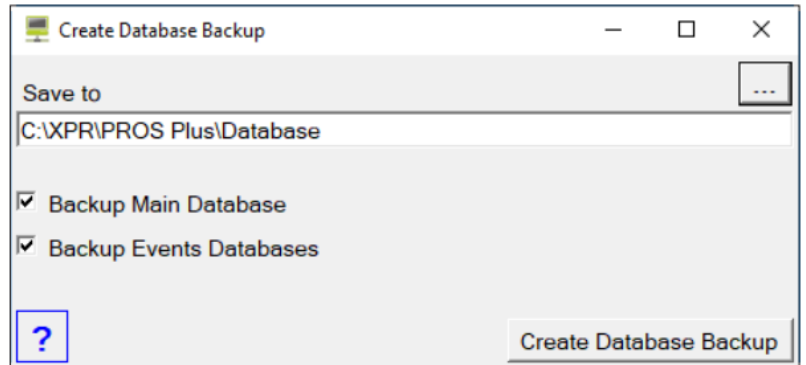 Create Database Backup
Save to
...
C:\XPR\PROS Plus\Database
Backup Main Database
Backup Events Databases
?
Create Database Backup